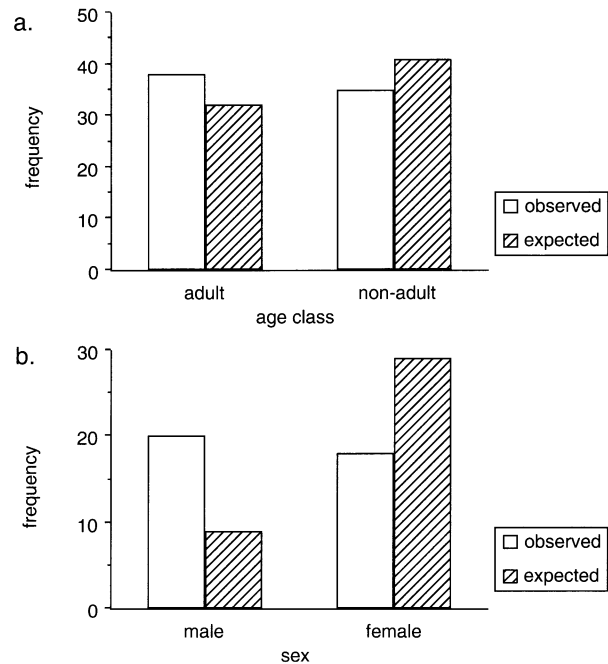 a.
50
40
30
20
10
0
frequency
adult non-adult
age class
observed
expected
b.
30
20
10
0
frequency
male female
sex
observed
expected